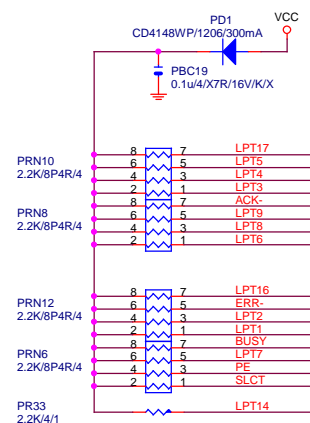 PD1
VCC
CD4148WP/1206/300mA
PBC19
0.1u/4/X7R/16V/K/X
PRN10
2.2K/8P4R/4
8 7 LPT17
6 5 LPT5
4 3 LPT4
2 1 LPT3
PRN8
2.2K/8P4R/4
8 7 ACK-
6 5 LPT9
4 3 LPT8
2 1 LPT6
PRN12
2.2K/8P4R/4
8 7 LPT16
6 5 ERR-
4 3 LPT2
2 1 LPT1
PRN6
2.2K/8P4R/4
8 7 BUSY
6 5 LPT7
4 3 PE
2 1 SLCT
PR33
2.2K/4/1
LPT14